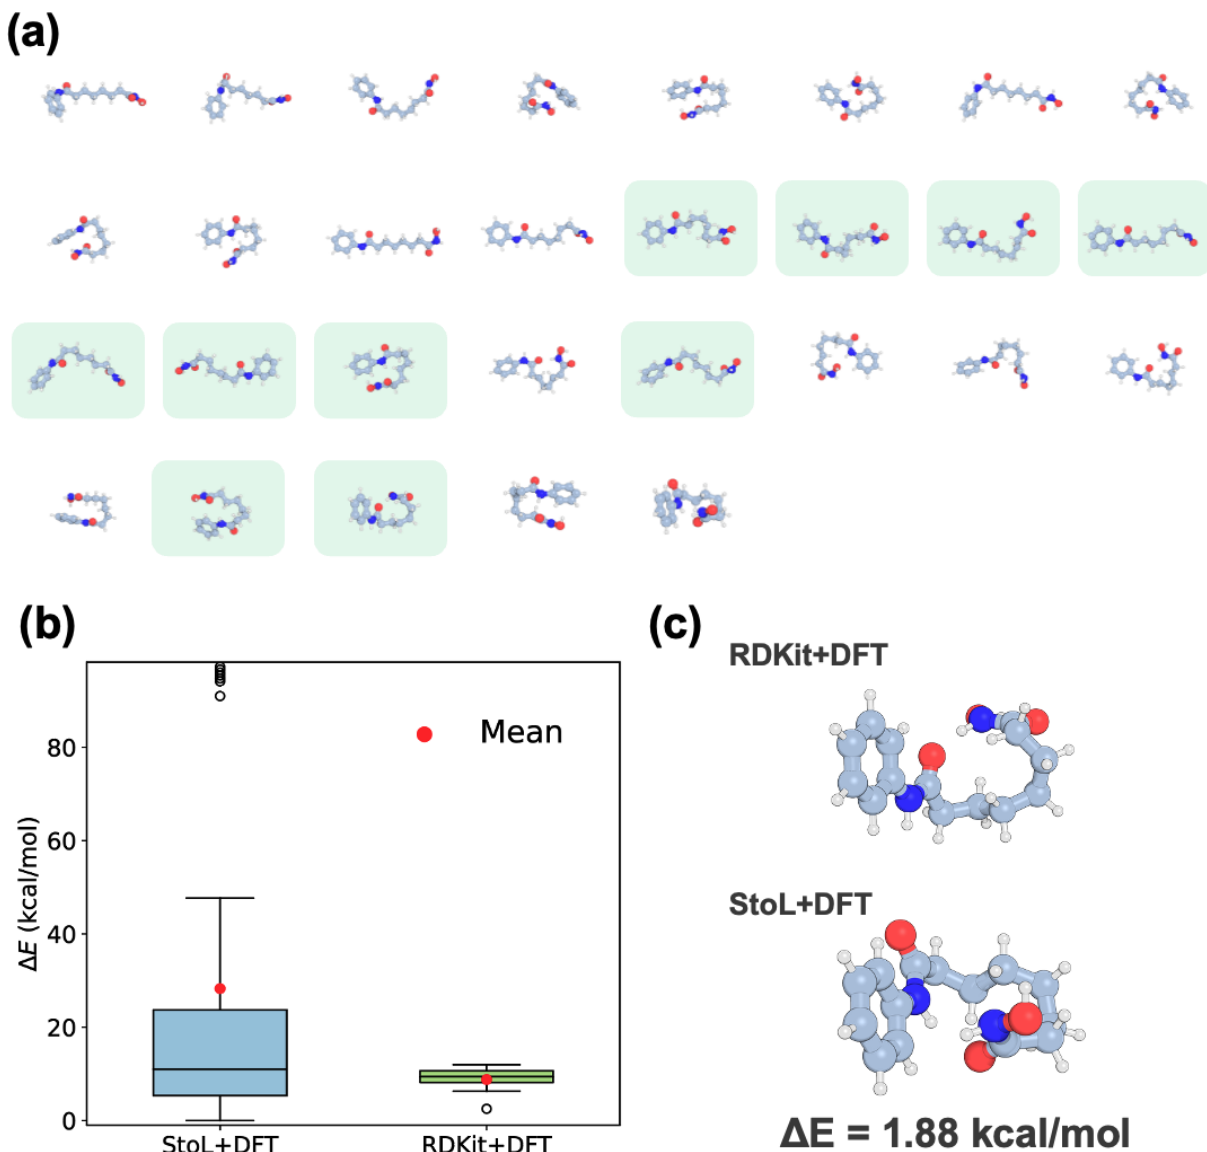 (a)
(b)
80
60
40
20
0
ΔE (kcal/mol)
Mean
StoL+DFT
RDKit+DFT
(c)
RDKit+DFT
StoL+DFT
ΔE = 1.88 kcal/mol